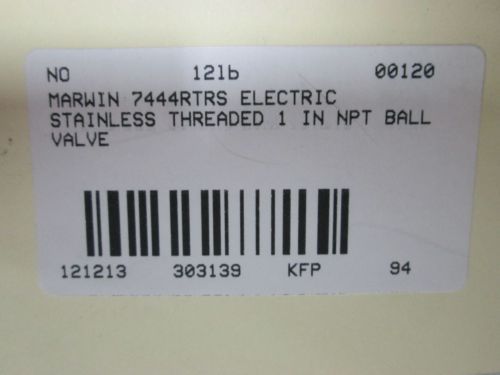 NO 12lb 00120
MARWIN 7444RTRS ELECTRIC
STAINLESS THREADED 1 IN NPT BALL
VALVE
121213 303139 KFP 94